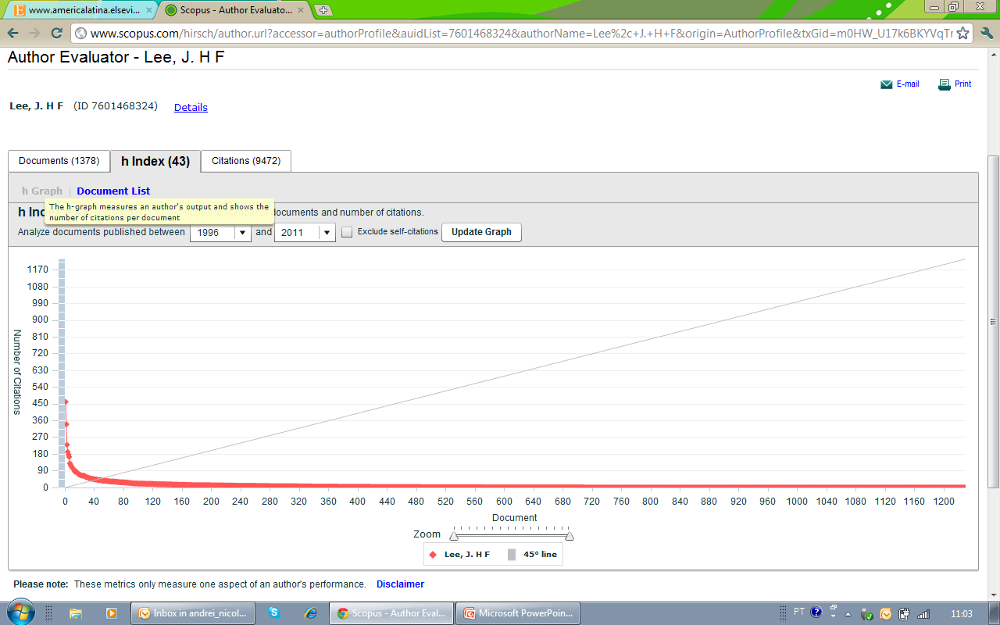 www.americalatina.elsevi...
Scopus - Author Evaluato...
www.scopus.com/hirsch/author.url?accessor=authorProfile&auidList=7601468324&authorName=Lee%2c+J.+H+F&origin=AuthorProfile&txGid=m0HW_U17k6BKYVqTr
Author Evaluator - Lee, J. H F
E-mail Print
Lee, J. H F (ID 7601468324) Details
Documents (1378) h Index (43) Citations (9472)
h Graph | Document List
The h-graph measures an author's output and shows the
number of citations per document
h Ind ocuments and number of citations.
Analyze documents published between 1996 and 2011 Exclude self-citations Update Graph
Number of Citations
1170
1080
990
900
810
720
630
540
450
360
270
180
90
0
0 40 80 120 160 200 240 280 320 360 400 440 480 520 560 600 640 680 720 760 800 840 880 920 960 1000 1040 1080 1120 1160 1200
Document
Zoom
Lee, J. H F 45° line
Please note: These metrics only measure one aspect of an author's performance. Disclaimer
Inbox in andrei_nicol... Scopus - Author Eval... Microsoft PowerPoin... PT 11:03